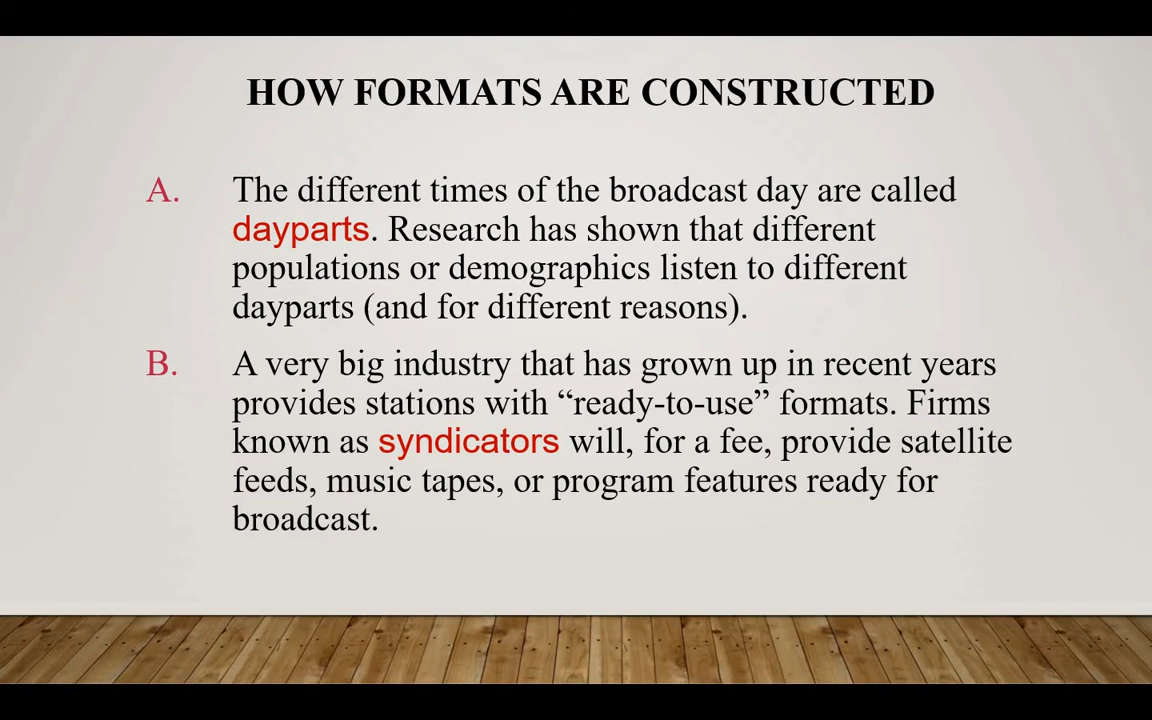 HOW FORMATS ARE CONSTRUCTED
A. The different times of the broadcast day are called
dayparts. Research has shown that different
populations or demographics listen to different
dayparts (and for different reasons).
B. A very big industry that has grown up in recent years
provides stations with “ready-to-use” formats. Firms
known as syndicators will, for a fee, provide satellite
feeds, music tapes, or program features ready for
broadcast.